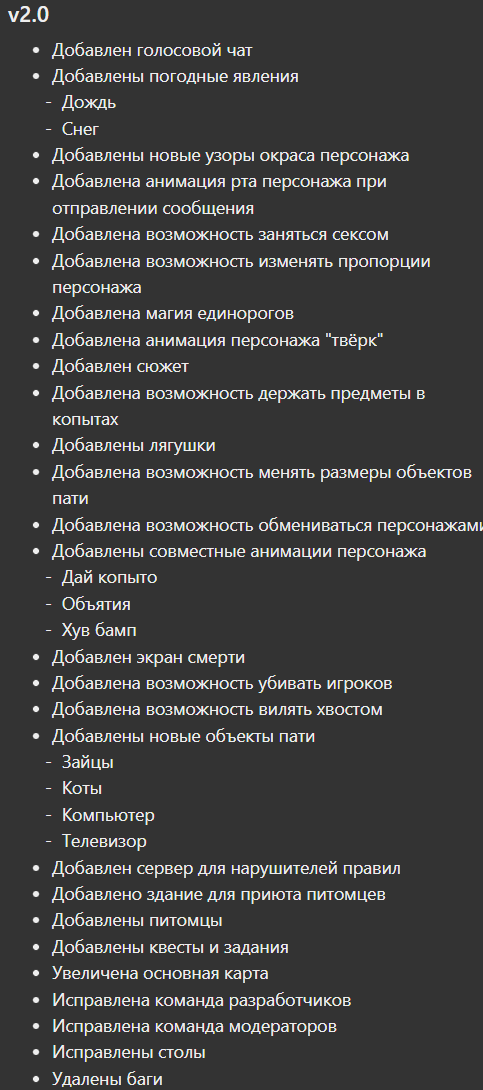 v2.0
• Добавлен голосовой чат
• Добавлены погодные явления
- Дождь
- Снег
• Добавлены новые узоры окраса персонажа
• Добавлена анимация рта персонажа при
отправлении сообщения
• Добавлена возможность заняться сексом
• Добавлена возможность изменять пропорции
персонажа
• Добавлена магия единорогов
• Добавлена анимация персонажа "твёрк"
• Добавлен сюжет
• Добавлена возможность держать предметы в
копытах
• Добавлены лягушки
• Добавлена возможность менять размеры объектов
пати
• Добавлена возможность обмениваться персонажами
• Добавлены совместные анимации персонажа
- Дай копыто
- Объятия
- Хув бамп
• Добавлен экран смерти
• Добавлена возможность убивать игроков
• Добавлена возможность вилять хвостом
• Добавлены новые объекты пати
- Зайцы
- Коты
- Компьютер
- Телевизор
• Добавлен сервер для нарушителей правил
• Добавлено здание для приюта питомцев
• Добавлены питомцы
• Добавлены квесты и задания
• Увеличена основная карта
• Исправлена команда разработчиков
• Исправлена команда модераторов
• Исправлены столы
• Удалены баги